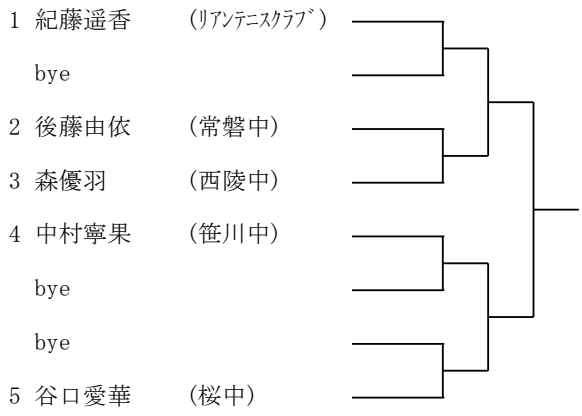 1 紀藤遥香 (ﾘｱﾝﾃﾆｽｸﾗﾌﾞ)
bye
2 後藤由依 (常磐中)
3 森優羽 (西陵中)
4 中村寧果 (笹川中)
bye
bye
5 谷口愛華 (桜中)